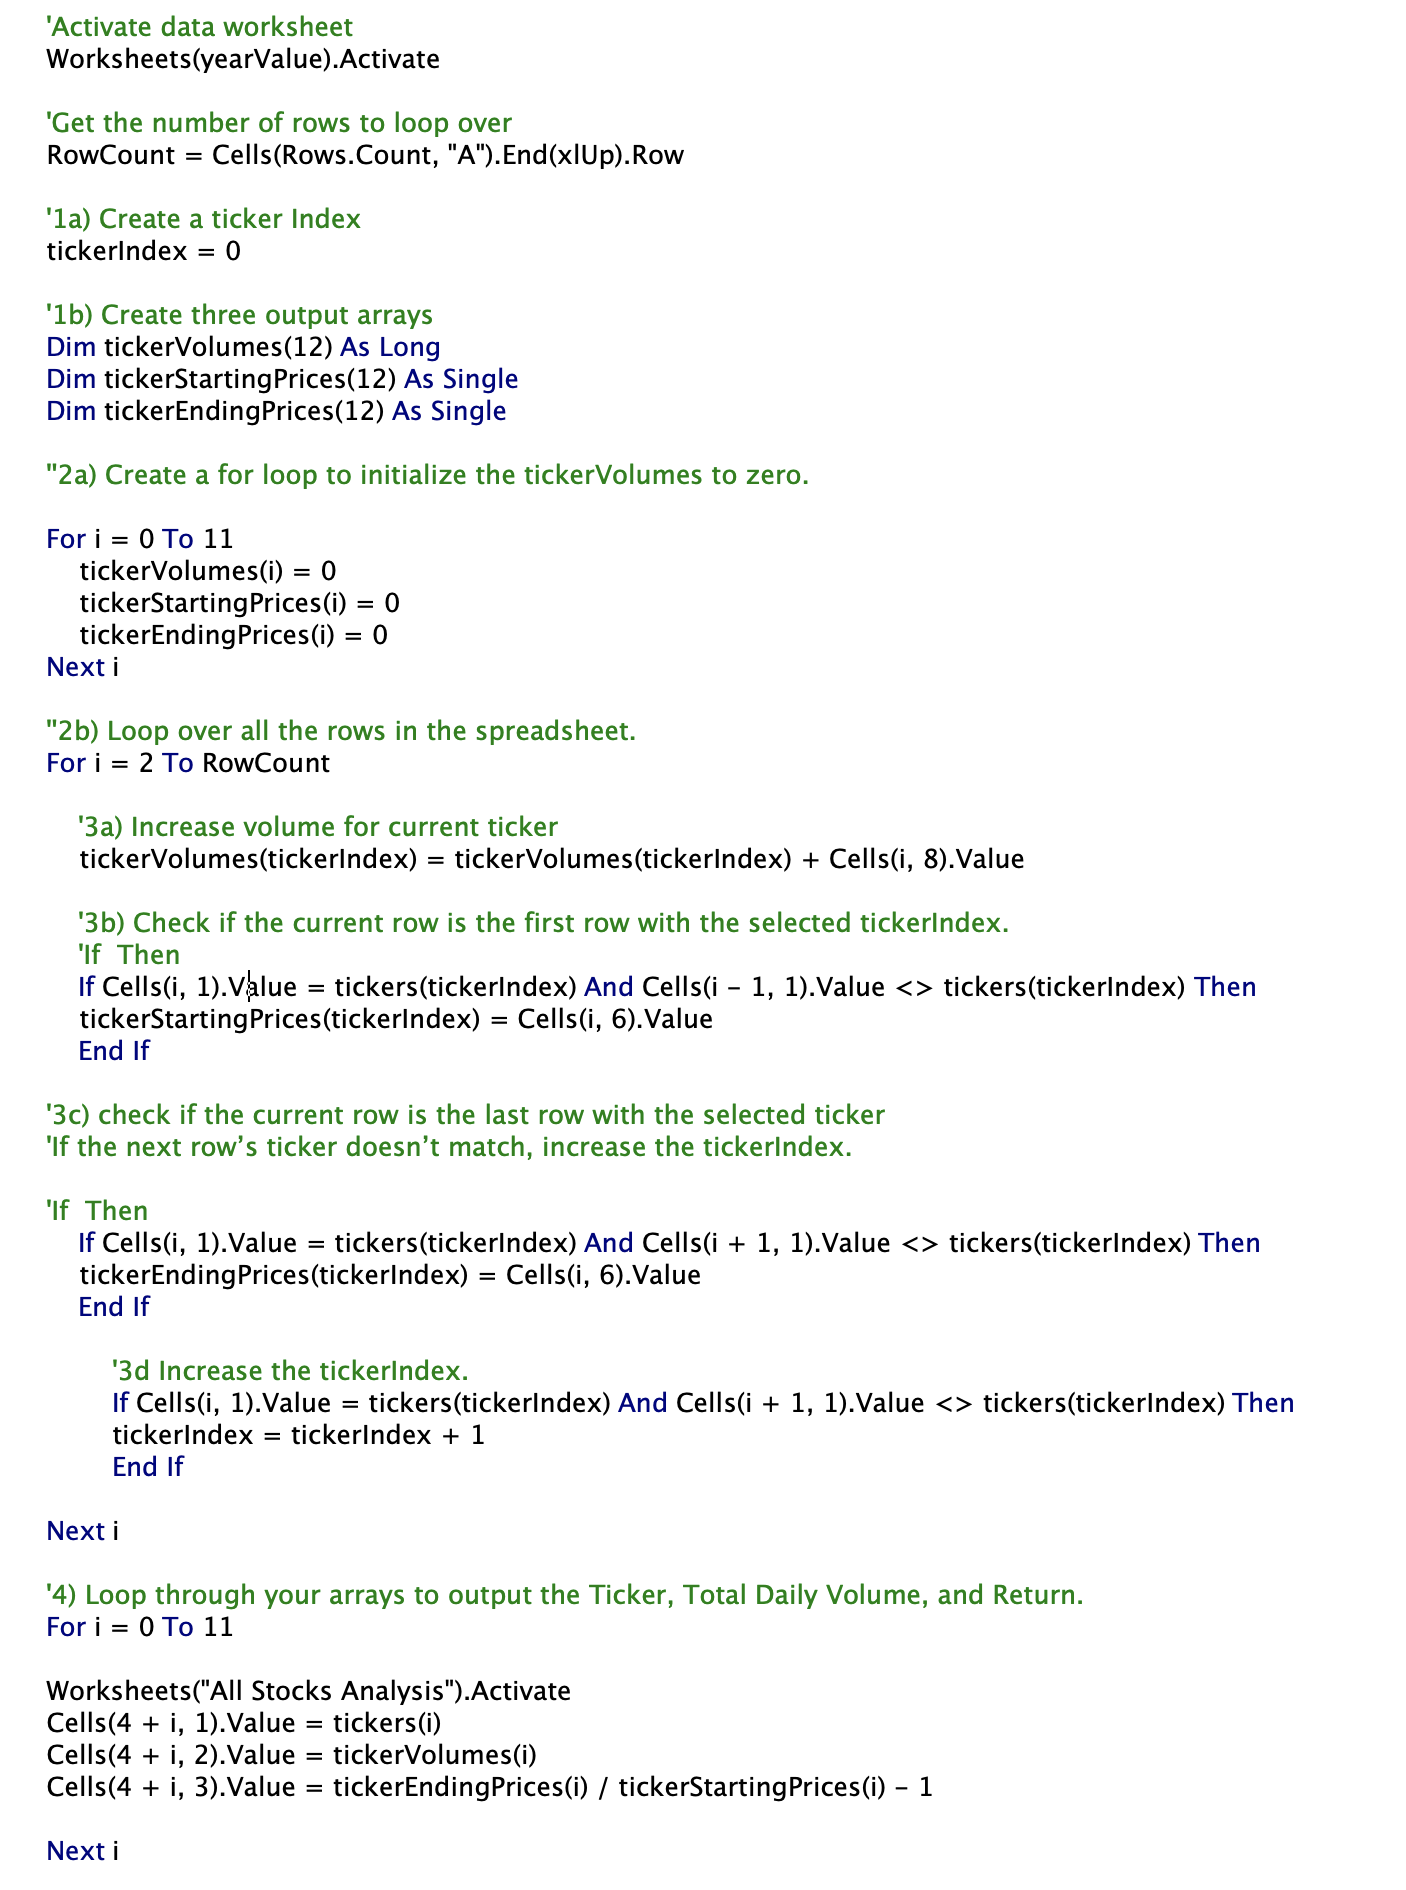 'Activate data worksheet
Worksheets(yearValue).Activate
'Get the number of rows to loop over
RowCount = Cells(Rows.Count, "A").End(xlUp).Row
'1a) Create a ticker Index
tickerIndex = 0
'1b) Create three output arrays
Dim tickerVolumes(12) As Long
Dim tickerStartingPrices(12) As Single
Dim tickerEndingPrices(12) As Single
''2a) Create a for loop to initialize the tickerVolumes to zero.
For i = 0 To 11
tickerVolumes(i) = 0
tickerStartingPrices(i) = 0
tickerEndingPrices(i) = 0
Next i
''2b) Loop over all the rows in the spreadsheet.
For i = 2 To RowCount
'3a) Increase volume for current ticker
tickerVolumes(tickerIndex) = tickerVolumes(tickerIndex) + Cells(i, 8).Value
'3b) Check if the current row is the first row with the selected tickerIndex.
'If  Then
If Cells(i, 1).Value = tickers(tickerIndex) And Cells(i - 1, 1).Value <> tickers(tickerIndex) Then
tickerStartingPrices(tickerIndex) = Cells(i, 6).Value
End If
'3c) check if the current row is the last row with the selected ticker
'If the next row’s ticker doesn’t match, increase the tickerIndex.
'If  Then
If Cells(i, 1).Value = tickers(tickerIndex) And Cells(i + 1, 1).Value <> tickers(tickerIndex) Then
tickerEndingPrices(tickerIndex) = Cells(i, 6).Value
End If
'3d Increase the tickerIndex.
If Cells(i, 1).Value = tickers(tickerIndex) And Cells(i + 1, 1).Value <> tickers(tickerIndex) Then
tickerIndex = tickerIndex + 1
End If
Next i
'4) Loop through your arrays to output the Ticker, Total Daily Volume, and Return.
For i = 0 To 11
Worksheets("All Stocks Analysis").Activate
Cells(4 + i, 1).Value = tickers(i)
Cells(4 + i, 2).Value = tickerVolumes(i)
Cells(4 + i, 3).Value = tickerEndingPrices(i) / tickerStartingPrices(i) - 1
Next i